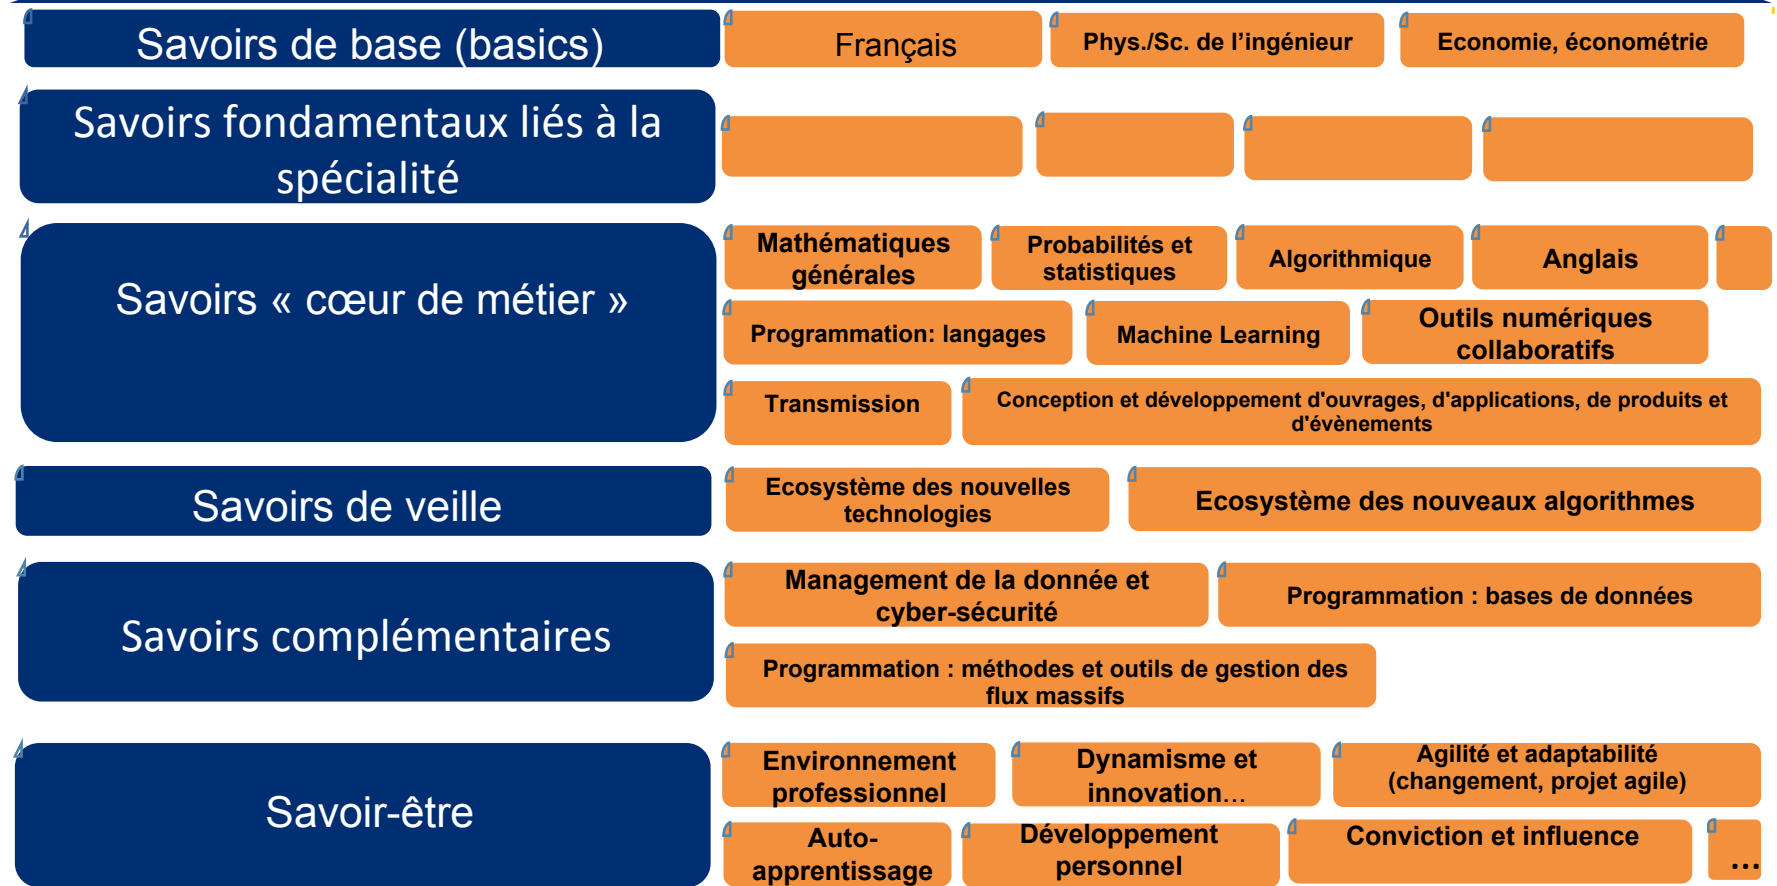 Savoirs de base (basics)
Français
Phys./Sc. de l’ingénieur
Economie, économétrie
Savoirs fondamentaux liés à la
spécialité
Savoirs « cœur de métier »
Mathématiques
générales
Probabilités et
statistiques
Algorithmique
Anglais
Programmation: langages
Machine Learning
Outils numériques
collaboratifs
Transmission
Conception et développement d'ouvrages, d'applications, de produits et
d'évènements
Savoirs de veille
Ecosystème des nouvelles
technologies
Ecosystème des nouveaux algorithmes
Savoirs complémentaires
Management de la donnée et
cyber-sécurité
Programmation : bases de données
Programmation : méthodes et outils de gestion des
flux massifs
Savoir-être
Environnement
professionnel
Dynamisme et
innovation...
Agilité et adaptabilité
(changement, projet agile)
Auto-
apprentissage
Développement
personnel
Conviction et influence
...